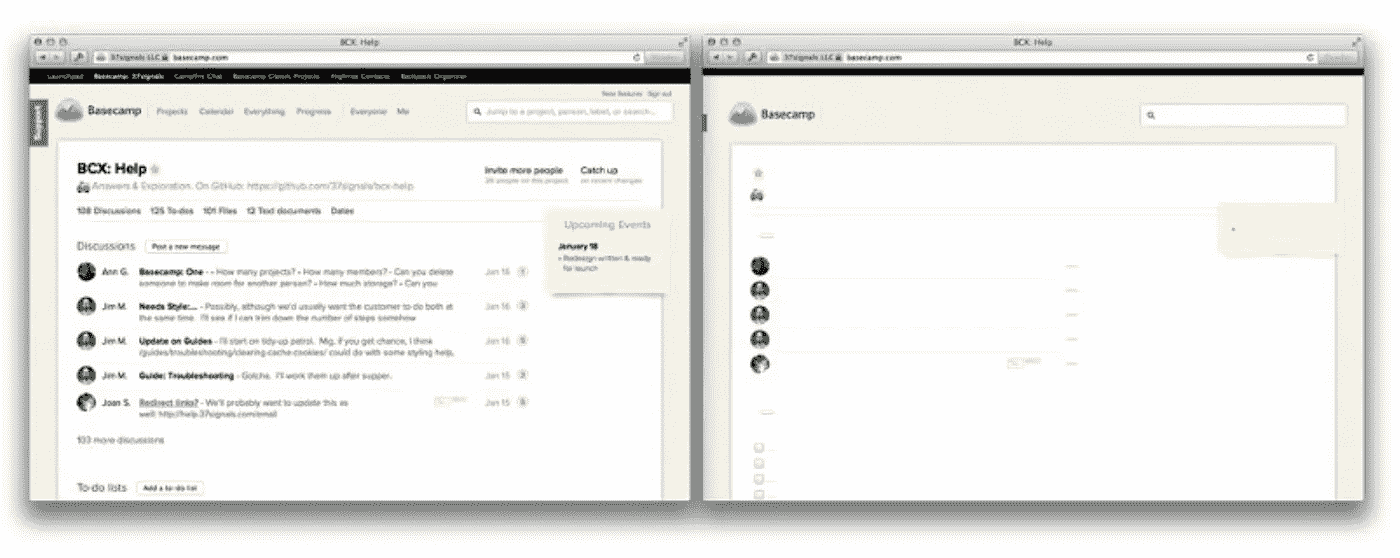 BCX: Help
37signals LLC basecamp.com
Launchpad Basecamp: 37signals Campfire: Chat Basecamp Classic: Projects Highrise: Contacts Backpack: Organizer
New features Sign out
Basecamp Projects Calendar Everything Progress Everyone Me
Jump to a project, person, label, or search...
BCX: Help
Answers & Exploration. On GitHub: https://github.com/37signals/bcx-help
Invite more people Catch up
on this project on recent changes
108 Discussions 125 To-dos 101 Files 12 Text documents Dates
Upcoming Events
January 18
• Redesign written & ready
for launch
Discussions Post a new message
Ann G. Basecamp: One - • How many projects? • How many members? • Can you delete
someone to make room for another person? • How much storage? • Can you
Jan 16
Jim M. Needs Style:... - Possibly, although we'd usually want the customer to do both at
the same time. I'll see if I can trim down the number of steps somehow
Jan 16
Jim M. Update on Guides - I'll start on tidy-up patrol. Mig, if you get chance, I think
/guides/troubleshooting/clearing-cache-cookies/ could do with some styling help,
Jan 16
Jim M. Guide: Troubleshooting - Gotcha. I'll work them up after supper.
Jan 15
Joan S. Redirect links? - We'll probably want to update this as
well: http://help.37signals.com/email
Jan 15
103 more discussions
To-do lists Add a to-do list
BCX: Help
37signals LLC basecamp.com
Basecamp